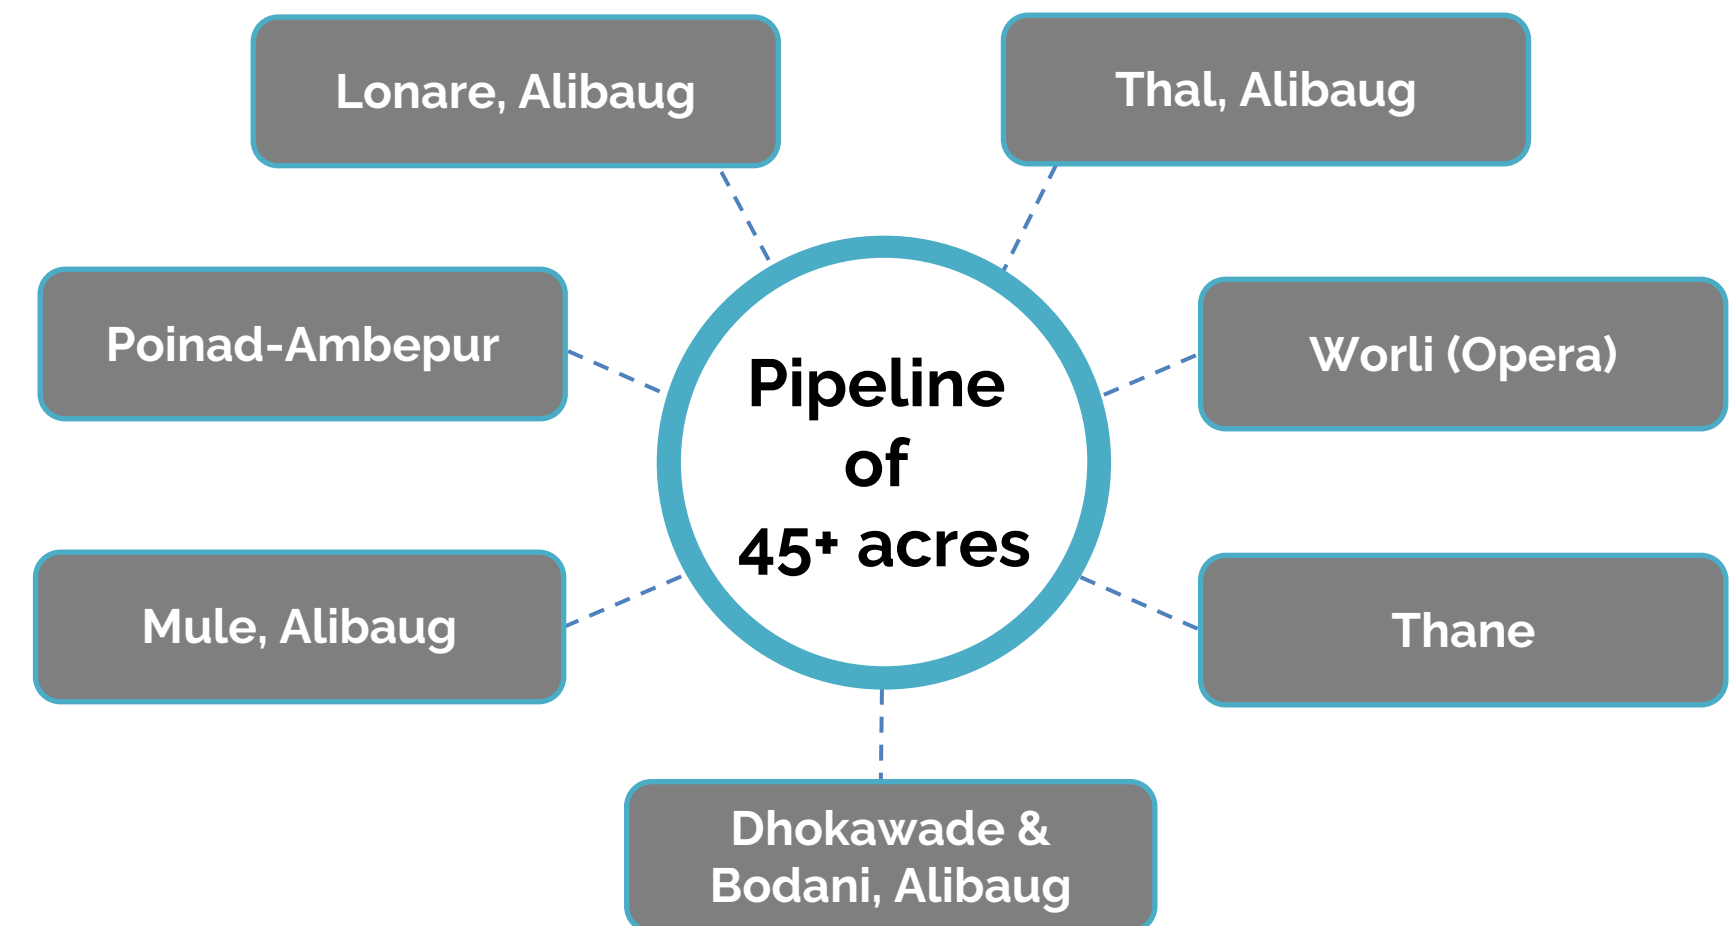 Lonare, Alibaug
Thal, Alibaug
Poinad-Ambepur
Worli (Opera)
Pipeline
of
45+ acres
Mule, Alibaug
Thane
Dhokawade &
Bodani, Alibaug